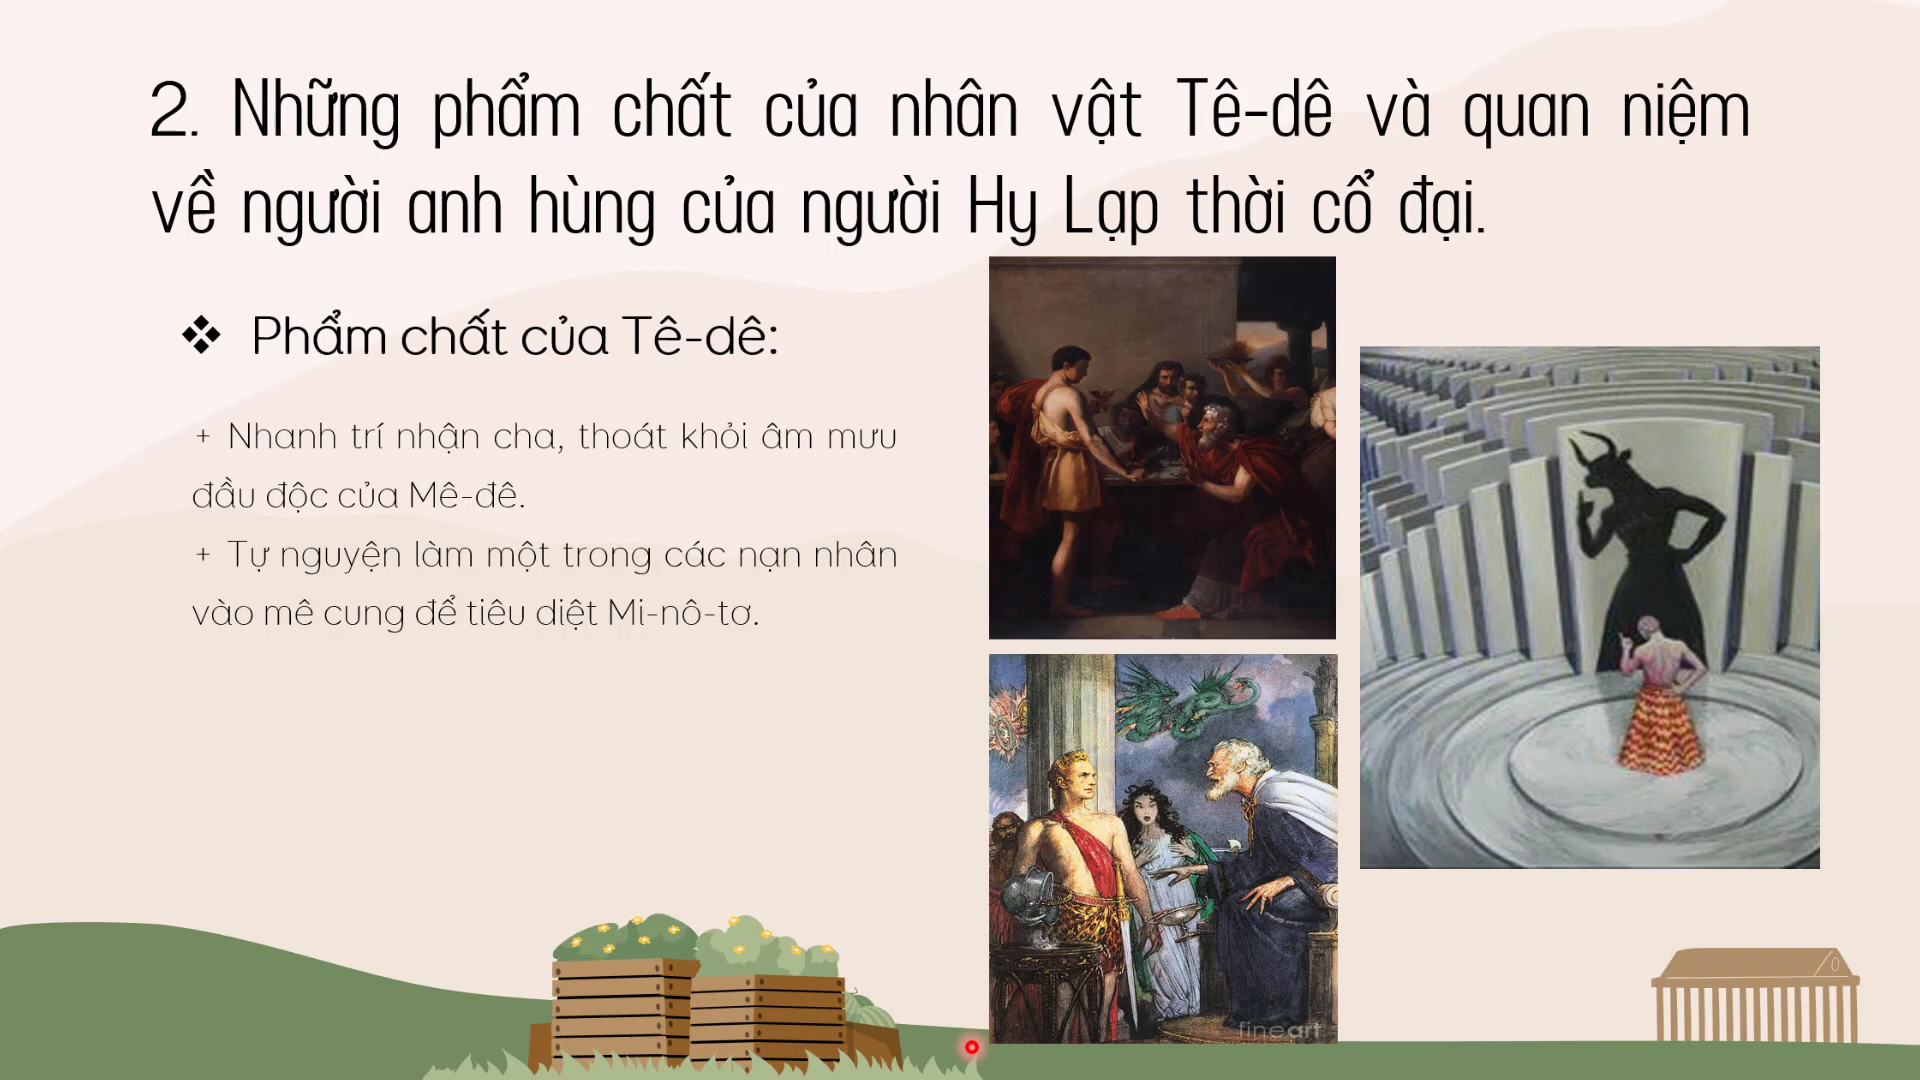 2. Những phẩm chất của nhân vật Tê-dê và quan niệm
về người anh hùng của người Hy Lạp thời cổ đại.
❖ Phẩm chất của Tê-dê:
+ Nhanh trí nhận cha, thoát khỏi âm mưu
đầu độc của Mê-đê.
+ Tự nguyện làm một trong các nạn nhân
vào mê cung để tiêu diệt Mi-nô-tơ.
fineart